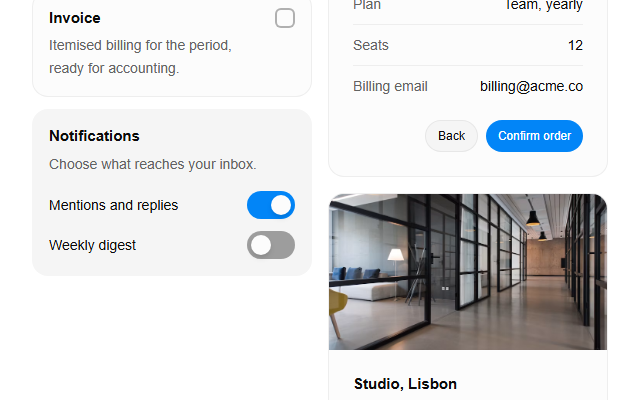 Invoice
Itemised billing for the period,
ready for accounting.
Notifications
Choose what reaches your inbox.
Mentions and replies
Weekly digest
Plan
Team, yearly
Seats
12
Billing email
billing@acme.co
Back
Confirm order
Studio, Lisbon